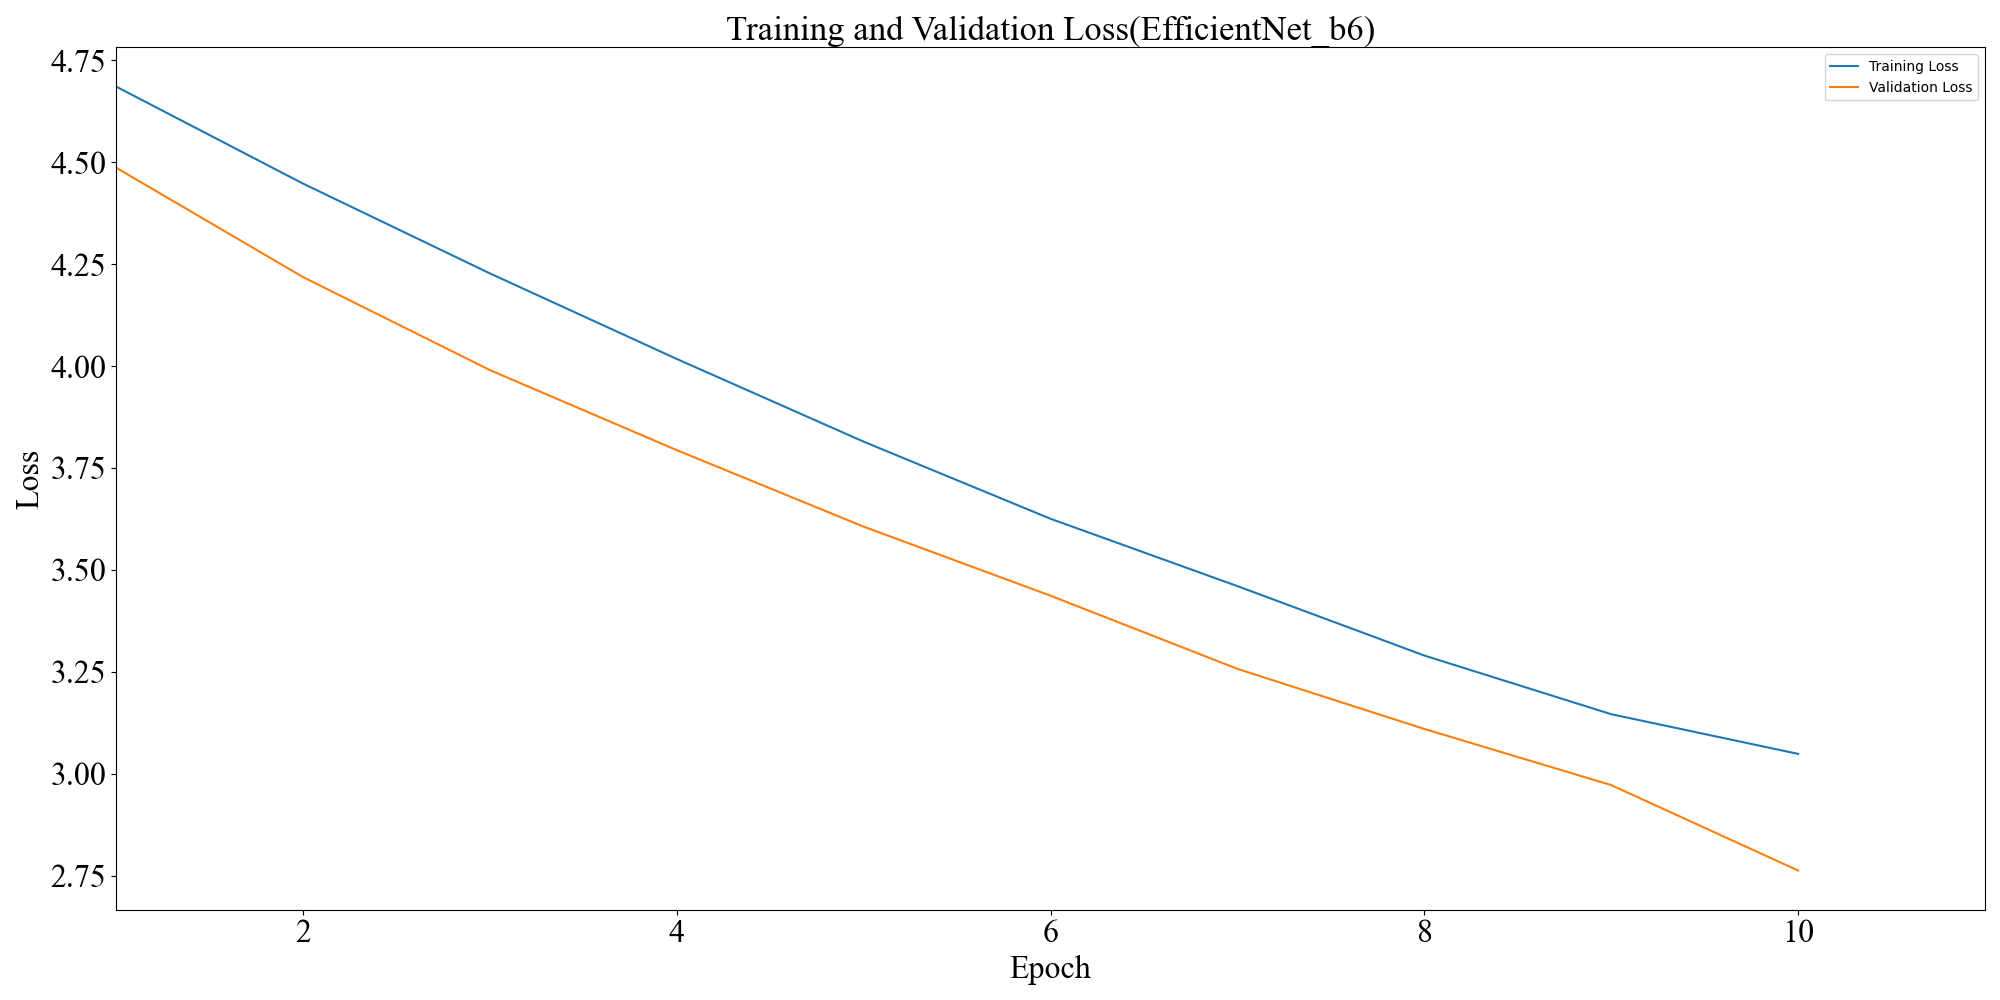 Training and Validation Loss(EfficientNet_b6)
Training Loss
Validation Loss
4.75
4.50
4.25
4.00
3.75
3.50
3.25
3.00
2.75
Loss
2 4 6 8 10
Epoch